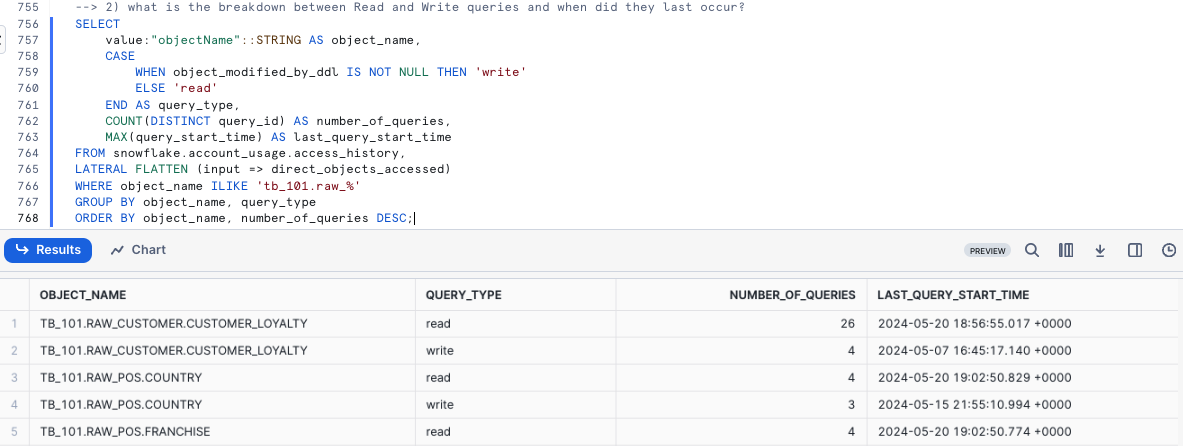 755 --> 2) what is the breakdown between Read and Write queries and when did they last occur?
756 SELECT
757 value:"objectName"::STRING AS object_name,
758 CASE
759 WHEN object_modified_by_ddl IS NOT NULL THEN 'write'
760 ELSE 'read'
761 END AS query_type,
762 COUNT(DISTINCT query_id) AS number_of_queries,
763 MAX(query_start_time) AS last_query_start_time
764 FROM snowflake.account_usage.access_history,
765 LATERAL FLATTEN (input => direct_objects_accessed)
766 WHERE object_name ILIKE 'tb_101.raw_%'
767 GROUP BY object_name, query_type
768 ORDER BY object_name, number_of_queries DESC;
Results Chart PREVIEW
OBJECT_NAME QUERY_TYPE NUMBER_OF_QUERIES LAST_QUERY_START_TIME
1 TB_101.RAW_CUSTOMER.CUSTOMER_LOYALTY read 26 2024-05-20 18:56:55.017 +0000
2 TB_101.RAW_CUSTOMER.CUSTOMER_LOYALTY write 4 2024-05-07 16:45:17.140 +0000
3 TB_101.RAW_POS.COUNTRY read 4 2024-05-20 19:02:50.829 +0000
4 TB_101.RAW_POS.COUNTRY write 3 2024-05-15 21:55:10.994 +0000
5 TB_101.RAW_POS.FRANCHISE read 4 2024-05-20 19:02:50.774 +0000